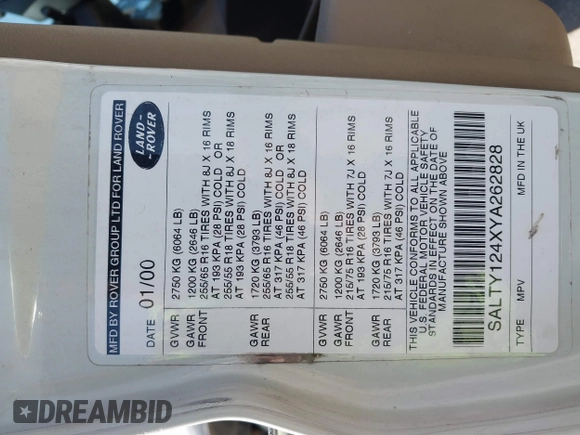 MFD BY ROVER GROUP LTD FOR LAND ROVER
LAND-
-ROVER
DATE 01/00
GVWR 2750 KG (6064 LB)
GAWR 1200 KG (2646 LB)
FRONT 255/65 R16 TIRES WITH 8J X 16 RIMS
AT 193 KPA (28 PSI) COLD OR
255/55 R18 TIRES WITH 8J X 18 RIMS
AT 193 KPA (28 PSI) COLD
GAWR 1720 KG (3793 LB)
REAR 255/65 R16 TIRES WITH 8J X 16 RIMS
AT 317 KPA (46 PSI) COLD OR
255/55 R18 TIRES WITH 8J X 18 RIMS
AT 317 KPA (46 PSI) COLD
GVWR 2750 KG (6064 LB)
GAWR 1200 KG (2646 LB)
FRONT 215/75 R16 TIRES WITH 7J X 16 RIMS
AT 193 KPA (28 PSI) COLD
GAWR 1720 KG (3793 LB)
REAR 215/75 R16 TIRES WITH 7J X 16 RIMS
AT 317 KPA (46 PSI) COLD
THIS VEHICLE CONFORMS TO ALL APPLICABLE
U.S. FEDERAL MOTOR VEHICLE SAFETY
STANDARDS IN EFFECT ON THE DATE OF
MANUFACTURE SHOWN ABOVE
SALTY124XYA262828
TYPE MPV MFD IN THE UK
DREAMBID